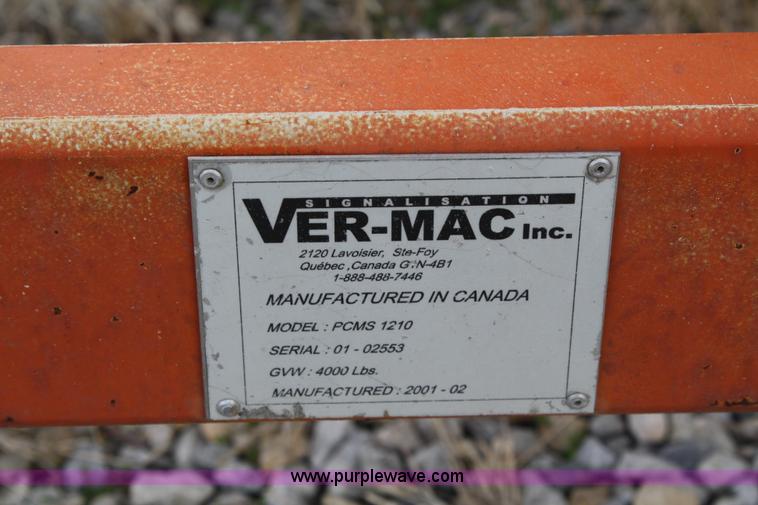 SIGNALISATION
VER-MAC Inc.
2120 Lavoisier, Ste-Foy
Québec ,Canada 4B1
1-888-488-7446
MANUFACTURED IN CANADA
MODEL : PCMS 1210
SERIAL : 01 - 02553
GVW : 4000 Lbs.
MANUFACTURED : 2001 - 02
www.purplewave.com